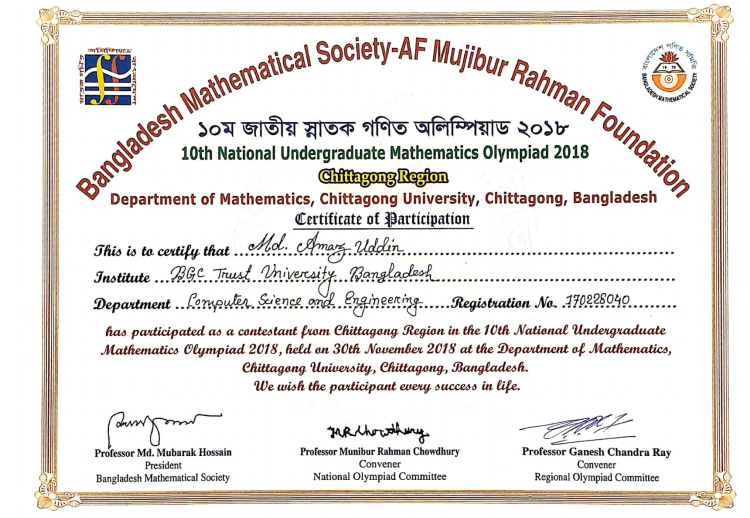 Bangladesh Mathematical Society-AF Mujibur Rahman Foundation
বাংলাদেশ গণিত সমিতি
BANGLADESH MATHEMATICAL SOCIETY
১০ম জাতীয় স্নাতক গণিত অলিম্পিয়াড ২০১৮
10th National Undergraduate Mathematics Olympiad 2018
Chittagong Region
Department of Mathematics, Chittagong University, Chittagong, Bangladesh
Certificate of Participation
This is to certify that Md. Amaz Uddin
Institute BGC Trust University Bangladesh
Department Computer Science and Engineering Registration No. 170228040
has participated as a contestant from Chittagong Region in the 10th National Undergraduate
Mathematics Olympiad 2018, held on 30th November 2018 at the Department of Mathematics,
Chittagong University, Chittagong, Bangladesh.
We wish the participant every success in life.
MRChowdhury
Professor Md. Mubarak Hossain
President
Bangladesh Mathematical Society
Professor Munibur Rahman Chowdhury
Convener
National Olympiad Committee
Professor Ganesh Chandra Ray
Convener
Regional Olympiad Committee